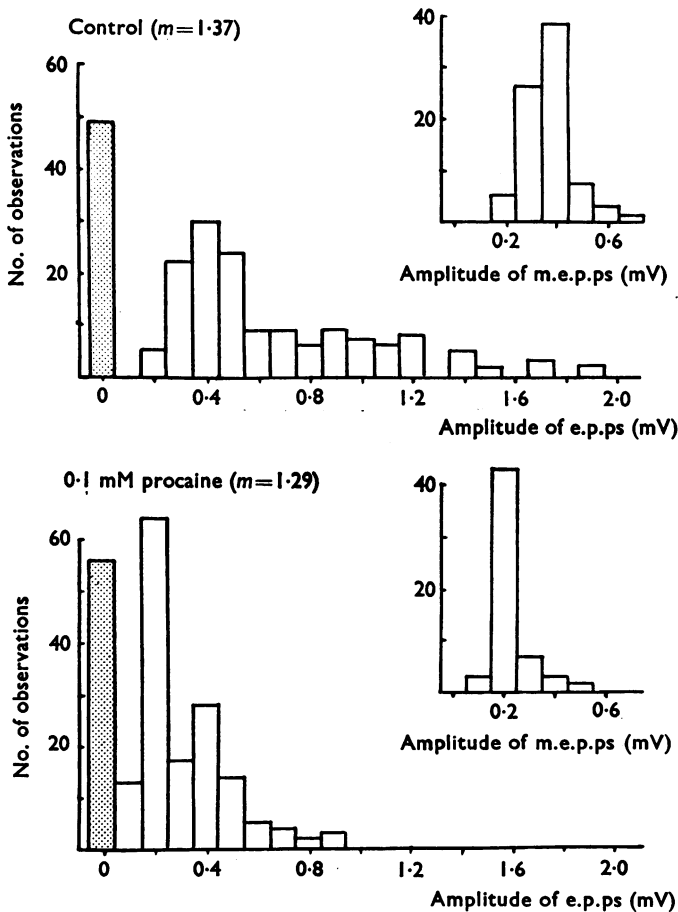 Control (m=1·37)
60
40
20
No. of observations
0 0·4 0·8 1·2 1·6 2·0
Amplitude of e.p.ps (mV)
40
20
0·2 0·6
Amplitude of m.e.p.ps (mV)
0·1 mM procaine (m=1·29)
60
40
20
No. of observations
0 0·4 0·8 1·2 1·6 2·0
Amplitude of e.p.ps (mV)
40
20
0·2 0·6
Amplitude of m.e.p.ps (mV)